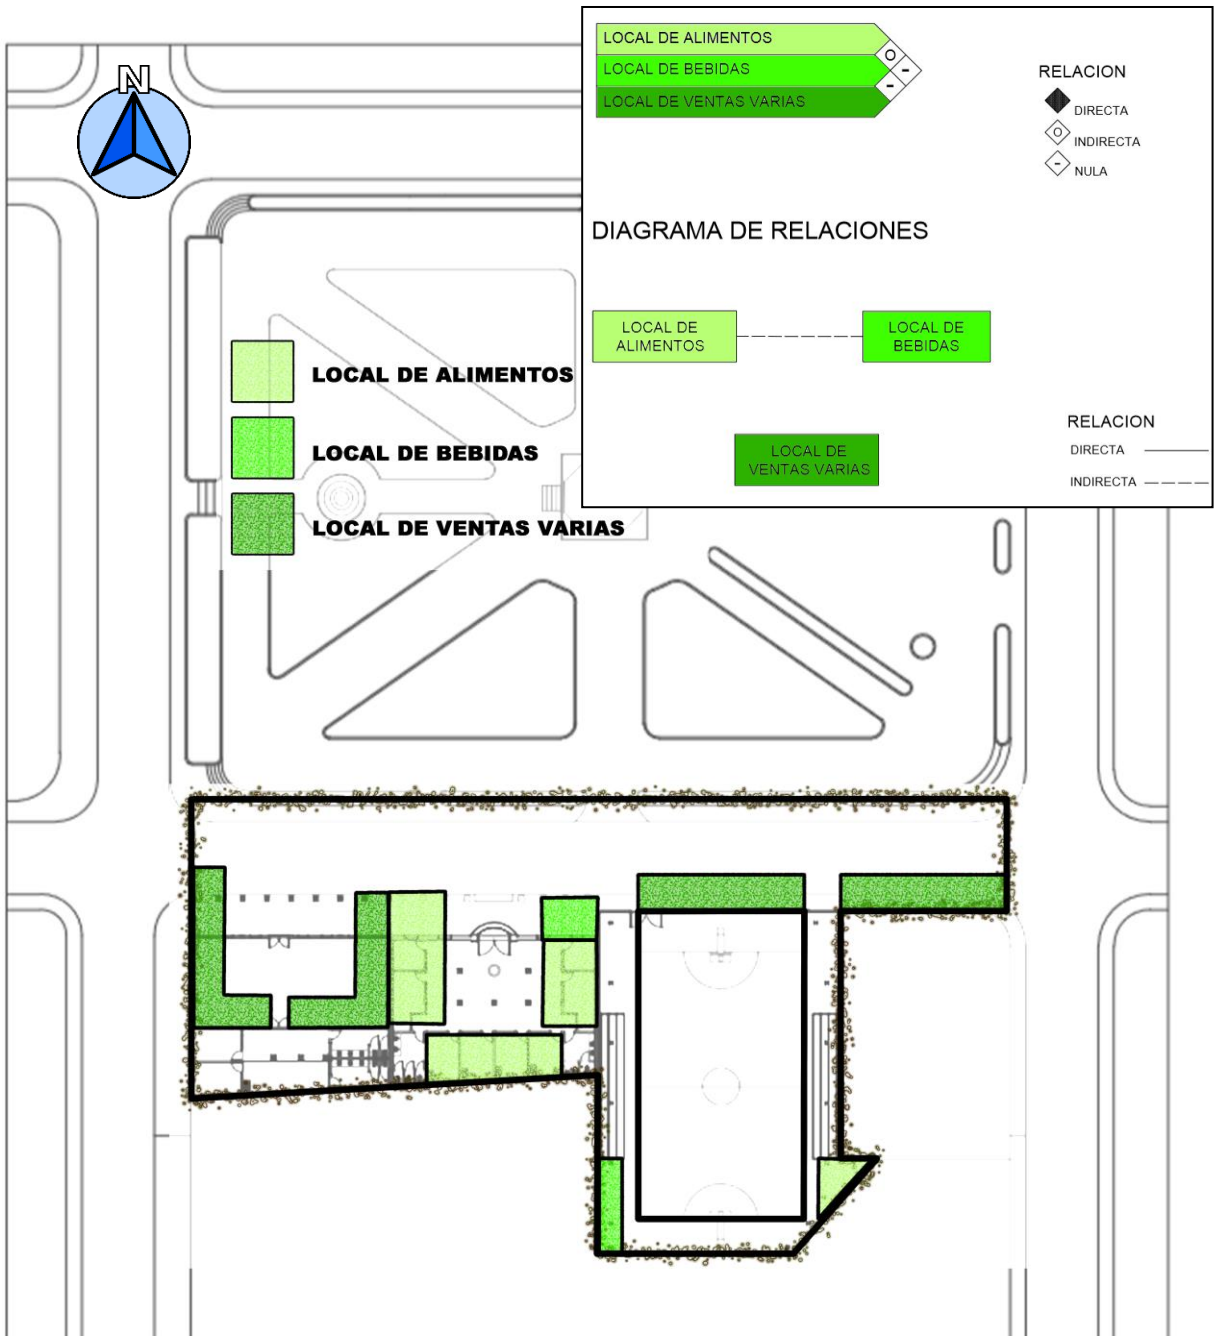 N
LOCAL DE ALIMENTOS
LOCAL DE BEBIDAS
LOCAL DE VENTAS VARIAS
O
-
-
RELACION
DIRECTA
O INDIRECTA
- NULA
DIAGRAMA DE RELACIONES
LOCAL DE
ALIMENTOS
LOCAL DE
BEBIDAS
LOCAL DE
VENTAS VARIAS
RELACION
DIRECTA
INDIRECTA
LOCAL DE ALIMENTOS
LOCAL DE BEBIDAS
LOCAL DE VENTAS VARIAS